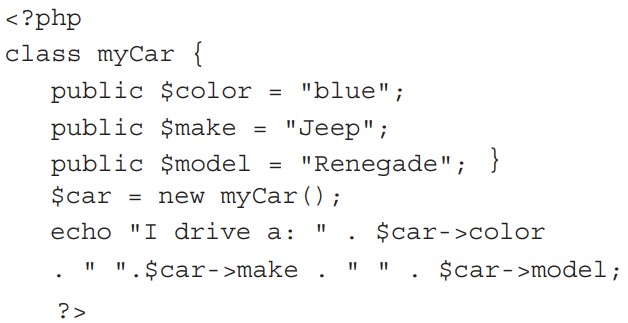 <?php
class myCar {
public $color = "blue";
public $make = "Jeep";
public $model = "Renegade"; }
$car = new myCar();
echo "I drive a: " . $car->color
. " ".$car->make . " " . $car->model;
?>